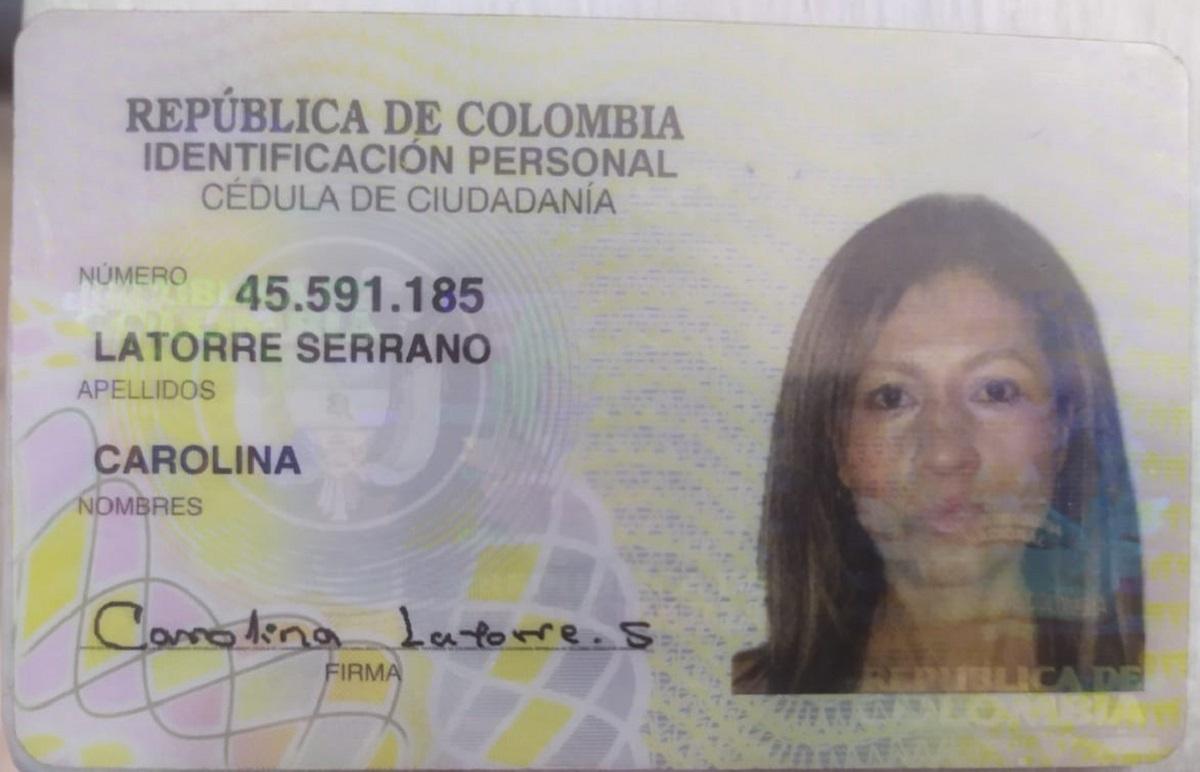 REPÚBLICA DE COLOMBIA
IDENTIFICACIÓN PERSONAL
CÉDULA DE CIUDADANÍA
NÚMERO 45.591.185
LATORRE SERRANO
APELLIDOS
CAROLINA
NOMBRES
Carolina Latorre. S
FIRMA
REPUBLICA DE
COLOMBIA